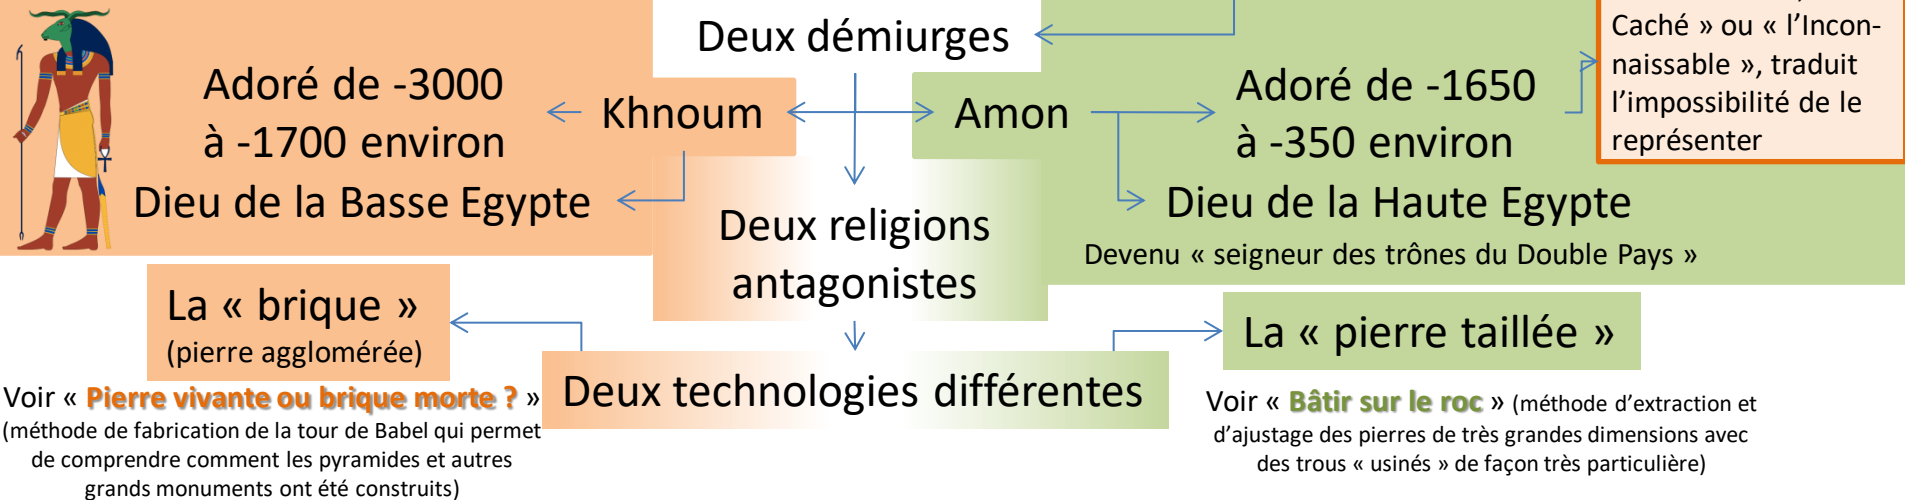 Deux démiurges
Caché » ou « l’Incon-
naissable », traduit
l’impossibilité de le
représenter
Adoré de -3000
à -1700 environ
Khnoum
Amon
Adoré de -1650
à -350 environ
Dieu de la Basse Egypte
Dieu de la Haute Egypte
Devenu « seigneur des trônes du Double Pays »
Deux religions
antagonistes
La « brique »
(pierre agglomérée)
La « pierre taillée »
Deux technologies différentes
Voir « Pierre vivante ou brique morte ? »
(méthode de fabrication de la tour de Babel qui permet
de comprendre comment les pyramides et autres
grands monuments ont été construits)
Voir « Bâtir sur le roc » (méthode d’extraction et
d’ajustage des pierres de très grandes dimensions avec
des trous « usinés » de façon très particulière)